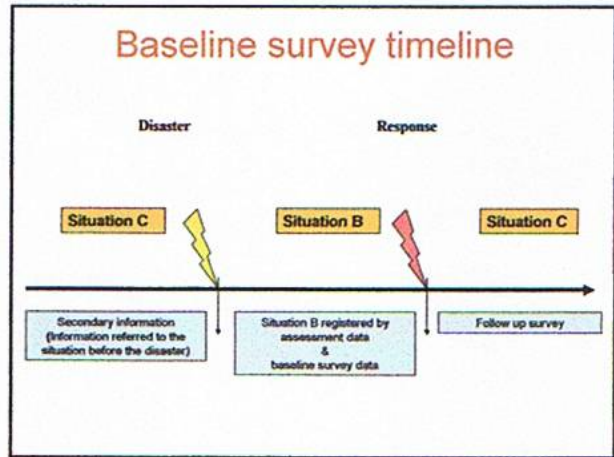 Baseline survey timeline
Disaster
Response
Situation C
Situation B
Situation C
Secondary information
(Information referred to the
situation before the disaster)
Situation B registered by
assessment data
&
baseline survey data
Follow up survey